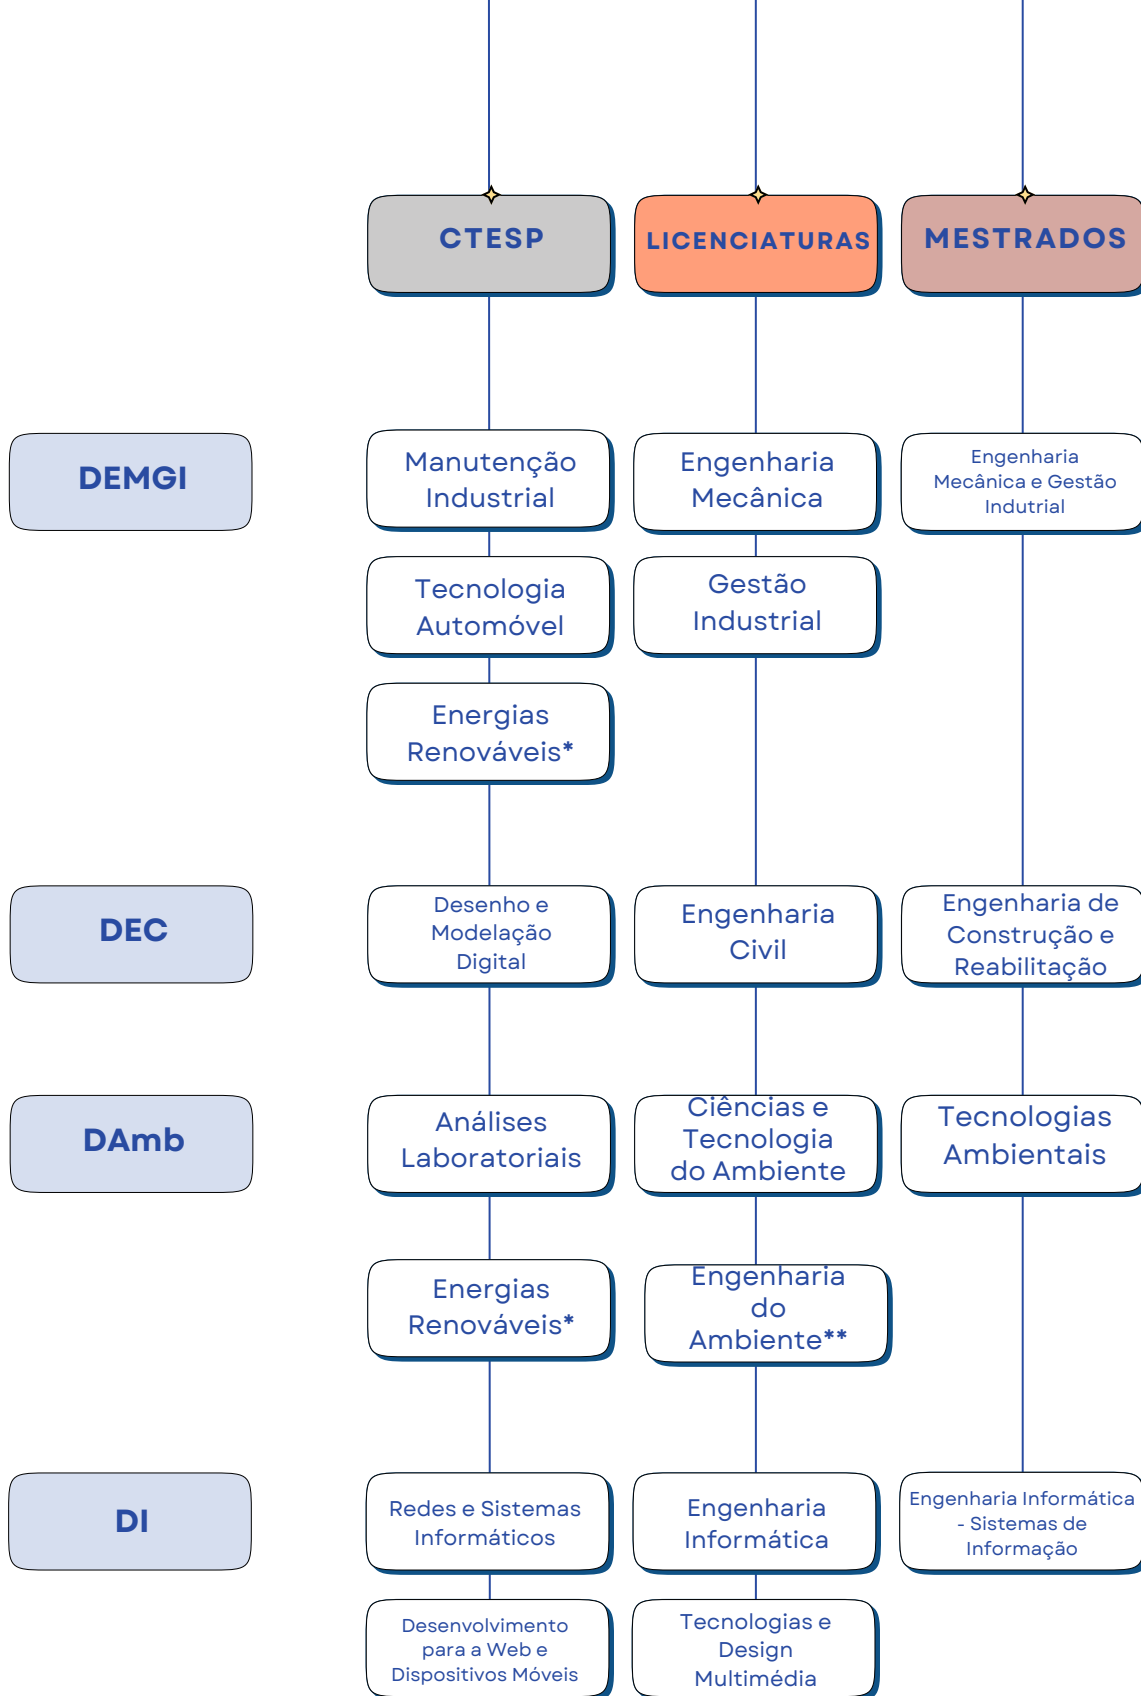 CTESP
LICENCIATURAS
MESTRADOS
DEMGI
Manutenção
Industrial
Engenharia
Mecânica
Engenharia
Mecânica e Gestão
Indutrial
Tecnologia
Automóvel
Gestão
Industrial
Energias
Renováveis*
DEC
Desenho e
Modelação
Digital
Engenharia
Civil
Engenharia de
Construção e
Reabilitação
DAmb
Análises
Laboratoriais
Ciências e
Tecnologia
do Ambiente
Tecnologias
Ambientais
Energias
Renováveis*
Engenharia
do
Ambiente**
DI
Redes e Sistemas
Informáticos
Engenharia
Informática
Engenharia Informática
- Sistemas de
Informação
Desenvolvimento
para a Web e
Dispositivos Móveis
Tecnologias e
Design
Multimédia